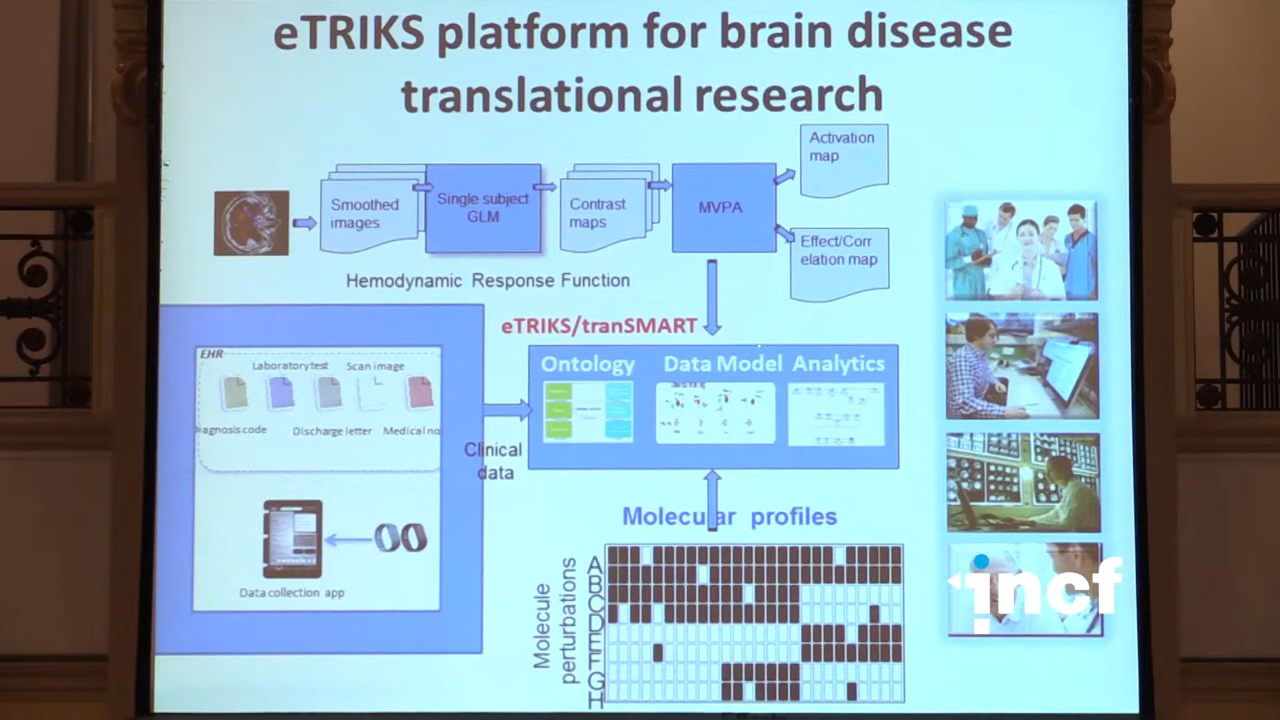 eTRIKS platform for brain disease
translational research
Activation
map
Smoothed
images
Single subject
GLM
Contrast
maps
MVPA
Effect/Corr
elation map
Hemodynamic Response Function
eTRIKS/tranSMART
Ontology Data Model Analytics
EHR
Laboratory test Scan image
iagnosis code Discharge letter Medical no
Clinical
data
Data collection app
Molecular profiles
Molecule
perturbations
A
B
C
D
E
F
G
H
incf